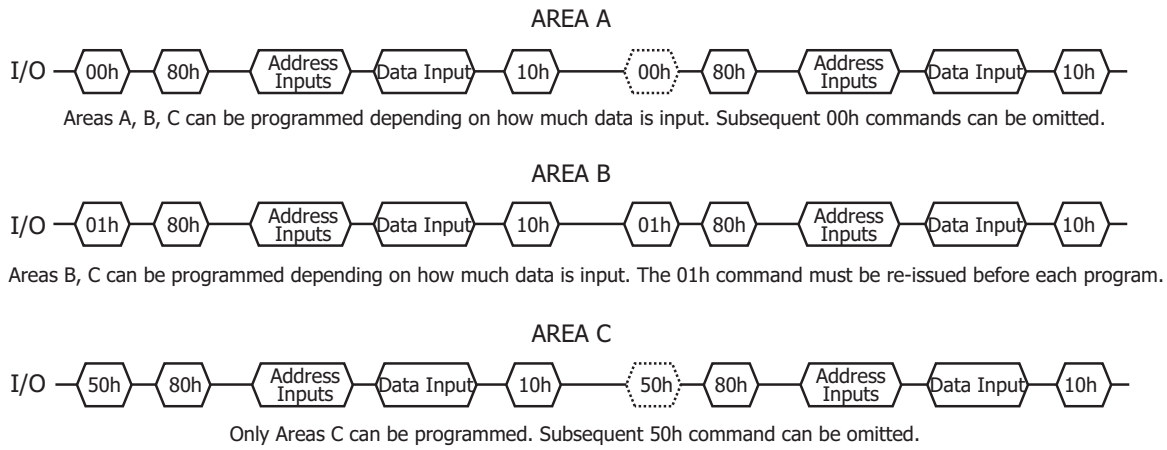 AREA A
I/O 00h 80h Address Inputs Data Input 10h 00h 80h Address Inputs Data Input 10h
Areas A, B, C can be programmed depending on how much data is input. Subsequent 00h commands can be omitted.
AREA B
I/O 01h 80h Address Inputs Data Input 10h 01h 80h Address Inputs Data Input 10h
Areas B, C can be programmed depending on how much data is input. The 01h command must be re-issued before each program.
AREA C
I/O 50h 80h Address Inputs Data Input 10h 50h 80h Address Inputs Data Input 10h
Only Areas C can be programmed. Subsequent 50h command can be omitted.